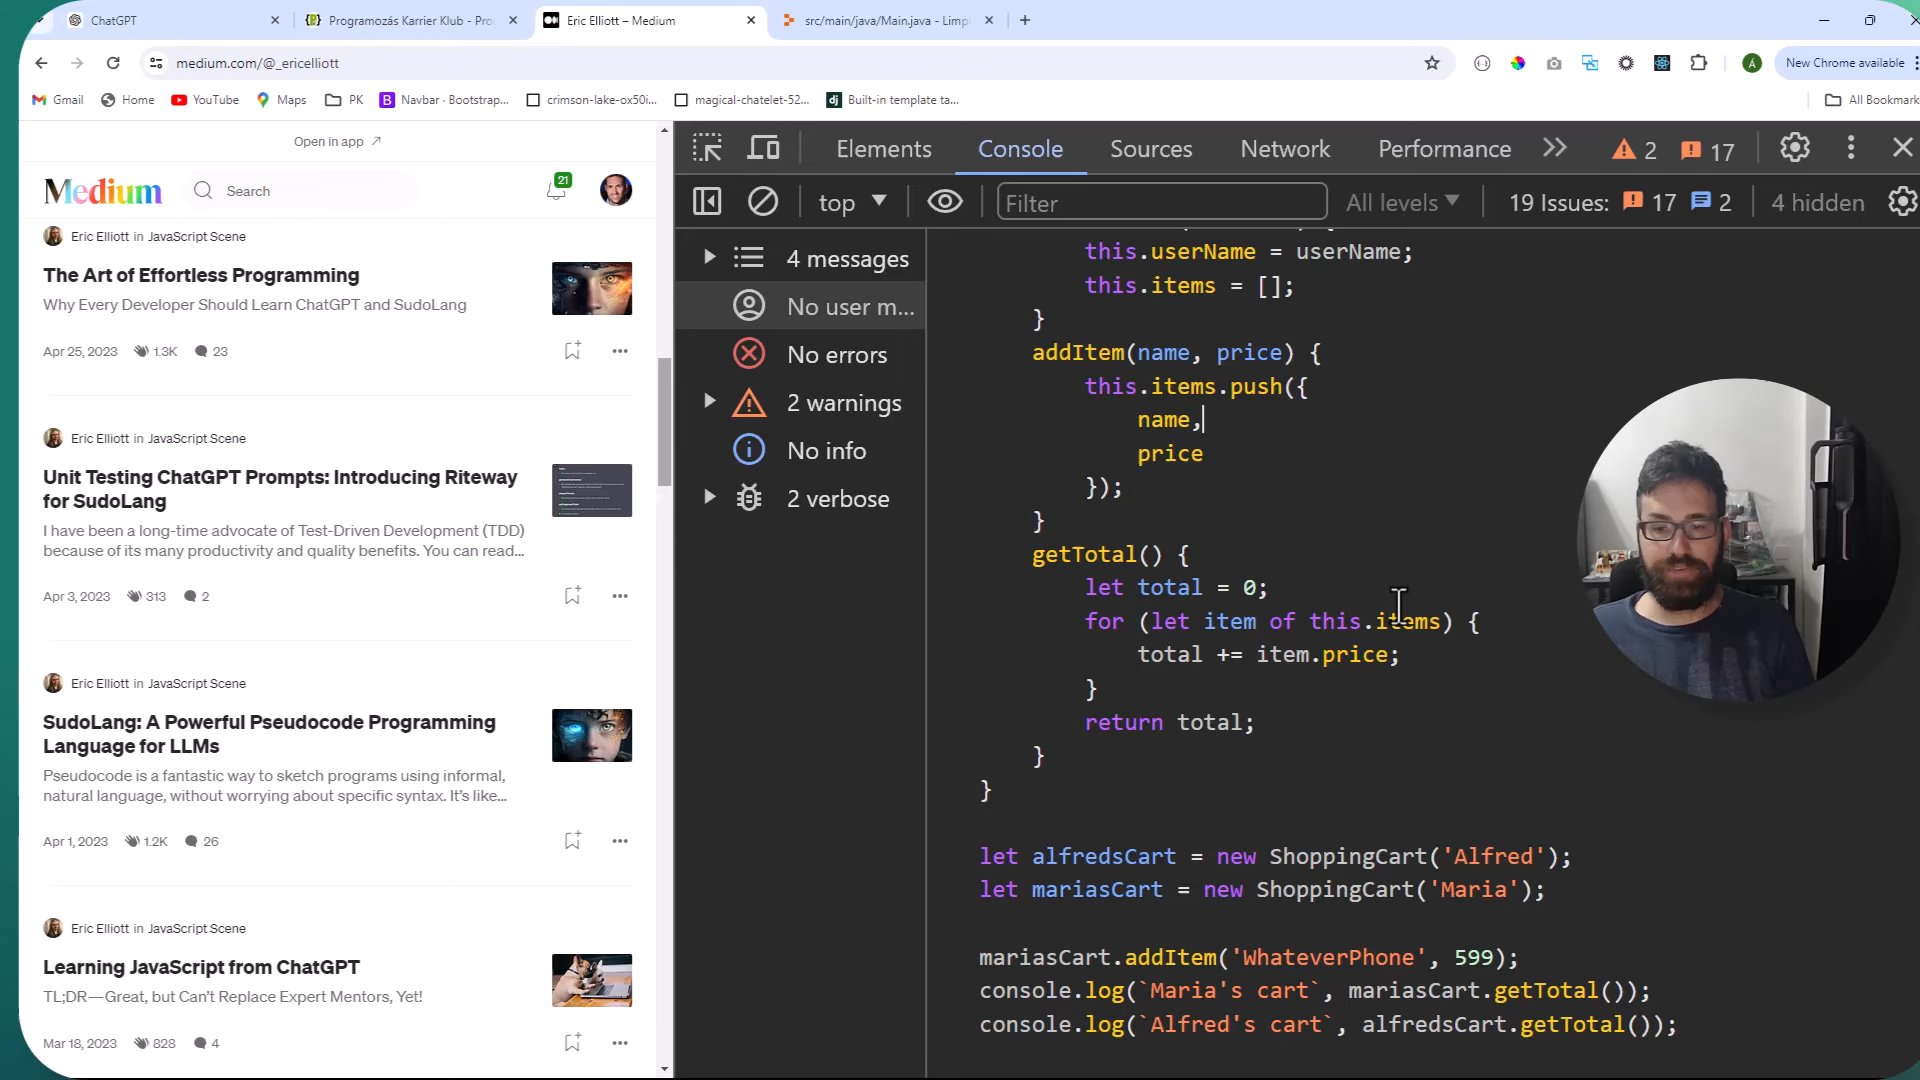 ChatGPT
Programozás Karrier Klub - Pro
Eric Elliott – Medium
src/main/java/Main.java - Limp
medium.com/@_ericelliott
New Chrome available
Gmail
Home
YouTube
Maps
PK
Navbar · Bootstrap...
crimson-lake-ox50i...
magical-chatelet-52...
Built-in template ta...
All Bookmark
Open in app
Medium
Search
21
Eric Elliott in JavaScript Scene
The Art of Effortless Programming
Why Every Developer Should Learn ChatGPT and SudoLang
Apr 25, 2023 1.3K 23
Eric Elliott in JavaScript Scene
Unit Testing ChatGPT Prompts: Introducing Riteway
for SudoLang
I have been a long-time advocate of Test-Driven Development (TDD)
because of its many productivity and quality benefits. You can read...
Apr 3, 2023 313 2
Eric Elliott in JavaScript Scene
SudoLang: A Powerful Pseudocode Programming
Language for LLMs
Pseudocode is a fantastic way to sketch programs using informal,
natural language, without worrying about specific syntax. It's like...
Apr 1, 2023 1.2K 26
Eric Elliott in JavaScript Scene
Learning JavaScript from ChatGPT
TL;DR—Great, but Can't Replace Expert Mentors, Yet!
Mar 18, 2023 828 4
Elements Console Sources Network Performance 2 17
top Filter All levels 19 Issues: 17 2 4 hidden
4 messages
No user m...
No errors
2 warnings
No info
2 verbose
this.userName = userName;
this.items = [];
}
addItem(name, price) {
this.items.push({
name,
price
});
}
getTotal() {
let total = 0;
for (let item of this.items) {
total += item.price;
}
return total;
}
}
let alfredsCart = new ShoppingCart('Alfred');
let mariasCart = new ShoppingCart('Maria');
mariasCart.addItem('WhateverPhone', 599);
console.log(`Maria's cart`, mariasCart.getTotal());
console.log(`Alfred's cart`, alfredsCart.getTotal());